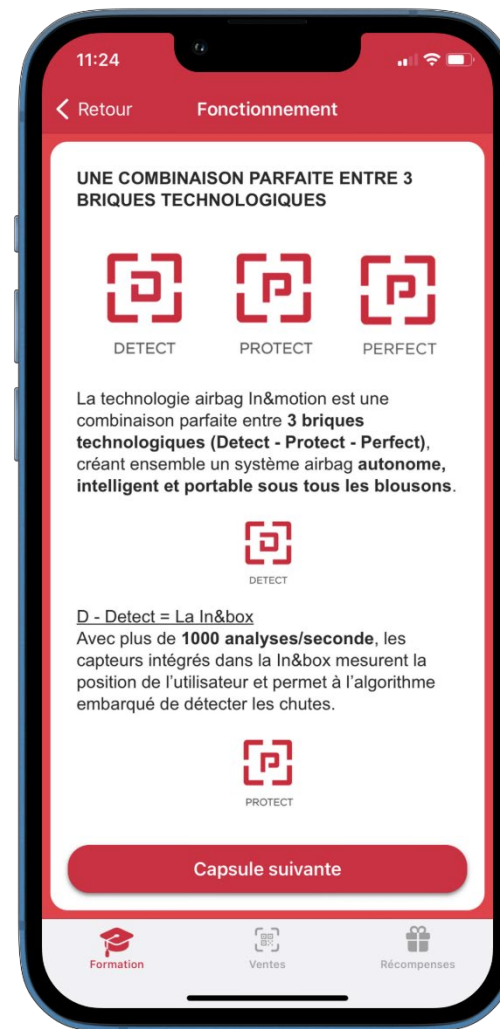 11:24
Retour Fonctionnement
UNE COMBINAISON PARFAITE ENTRE 3
BRIQUES TECHNOLOGIQUES
DETECT PROTECT PERFECT
La technologie airbag In&motion est une
combinaison parfaite entre 3 briques
technologiques (Detect - Protect - Perfect),
créant ensemble un système airbag autonome,
intelligent et portable sous tous les blousons.
DETECT
D - Detect = La In&box
Avec plus de 1000 analyses/seconde, les
capteurs intégrés dans la In&box mesurent la
position de l’utilisateur et permet à l’algorithme
embarqué de détecter les chutes.
PROTECT
Capsule suivante
Formation Ventes Récompenses